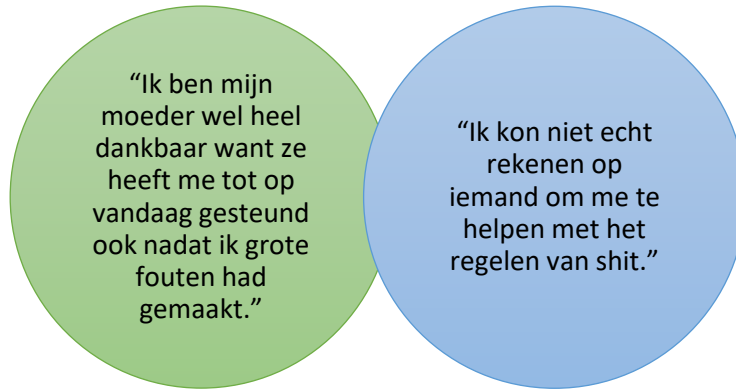 “Ik ben mijn
moeder wel heel
dankbaar want ze
heeft me tot op
vandaag gesteund
ook nadat ik grote
fouten had
gemaakt.”
“Ik kon niet echt
rekenen op
iemand om me te
helpen met het
regelen van shit.”